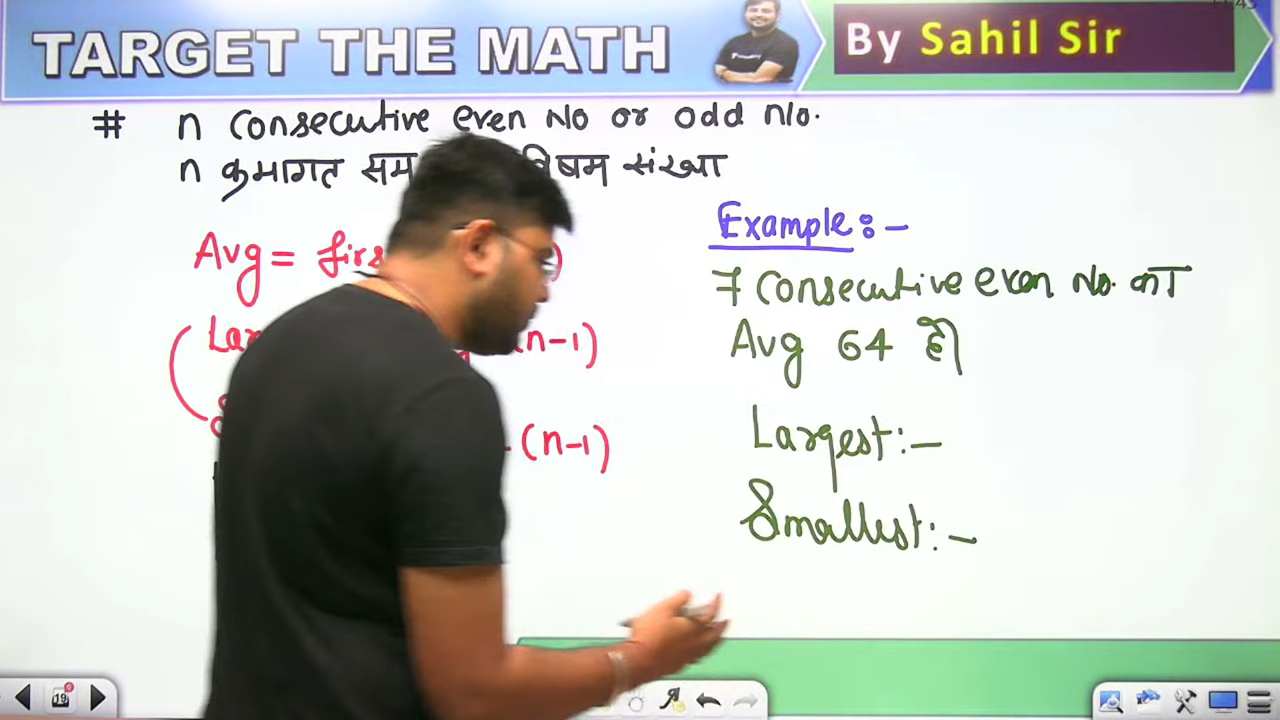 TARGET THE MATH
By Sahil Sir
# n Consecutive even No or odd No.
n क्रमागत सम विषम संख्या
Avg =
(n-1)
- (n-1)
Example:-
7 Consecutive even No. का
Avg 64 है।
Largest:-
Smallest:-
19